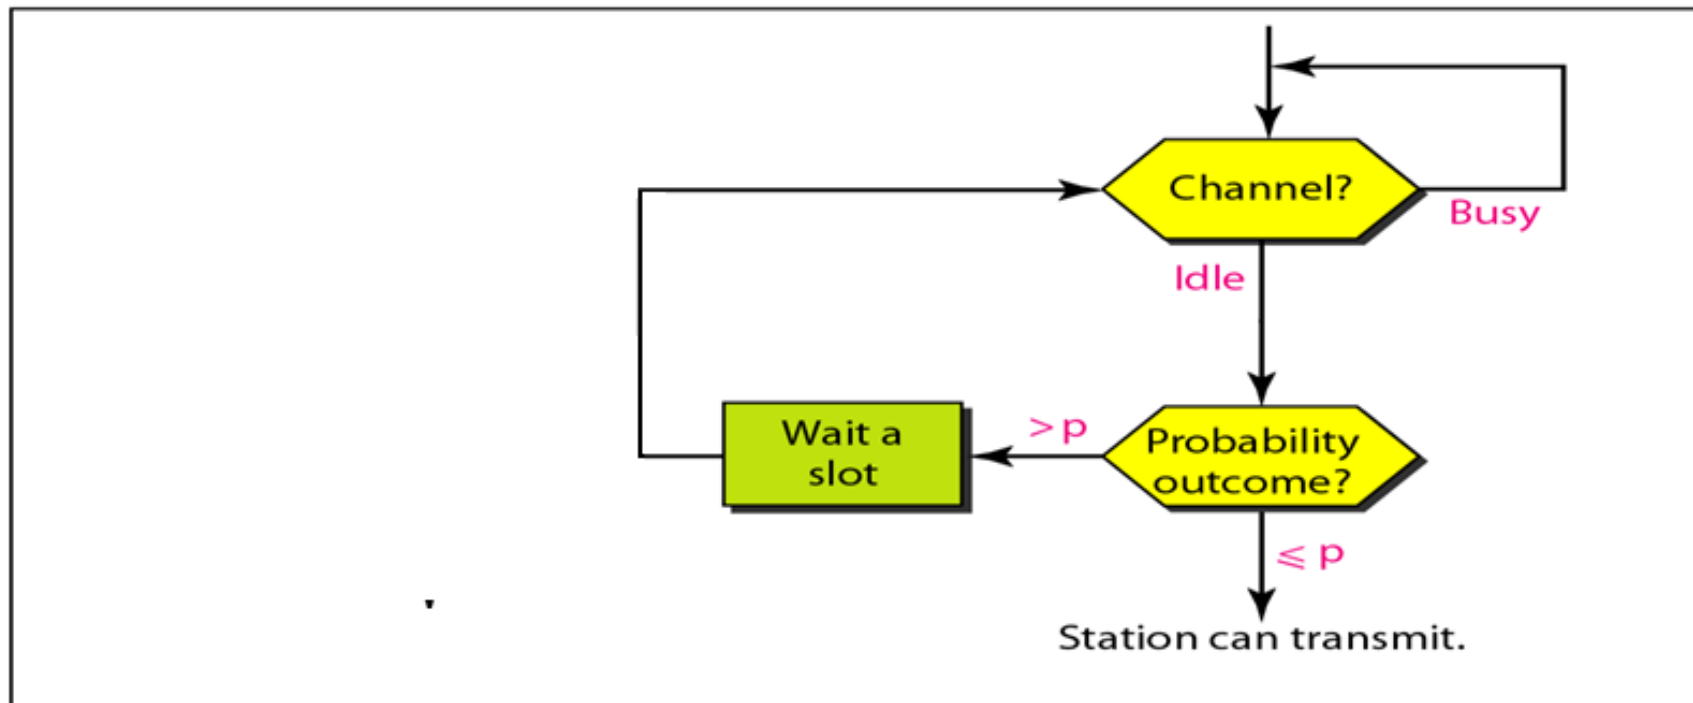 Channel?
Busy
Idle
Wait a
slot
> p
Probability
outcome?
⩽ p
Station can transmit.